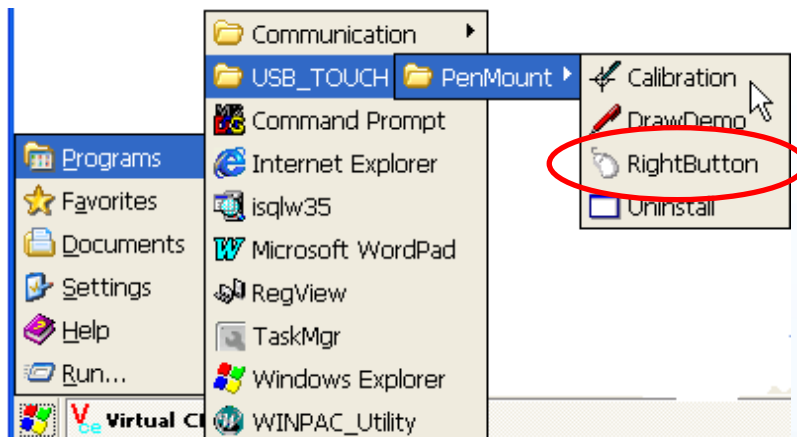 Programs
Favorites
Documents
Settings
Help
Run...
Virtual CE
Communication
USB_TOUCH
Command Prompt
Internet Explorer
isqlw35
Microsoft WordPad
RegView
TaskMgr
Windows Explorer
WINPAC_Utility
PenMount
Calibration
DrawDemo
RightButton
Uninstall